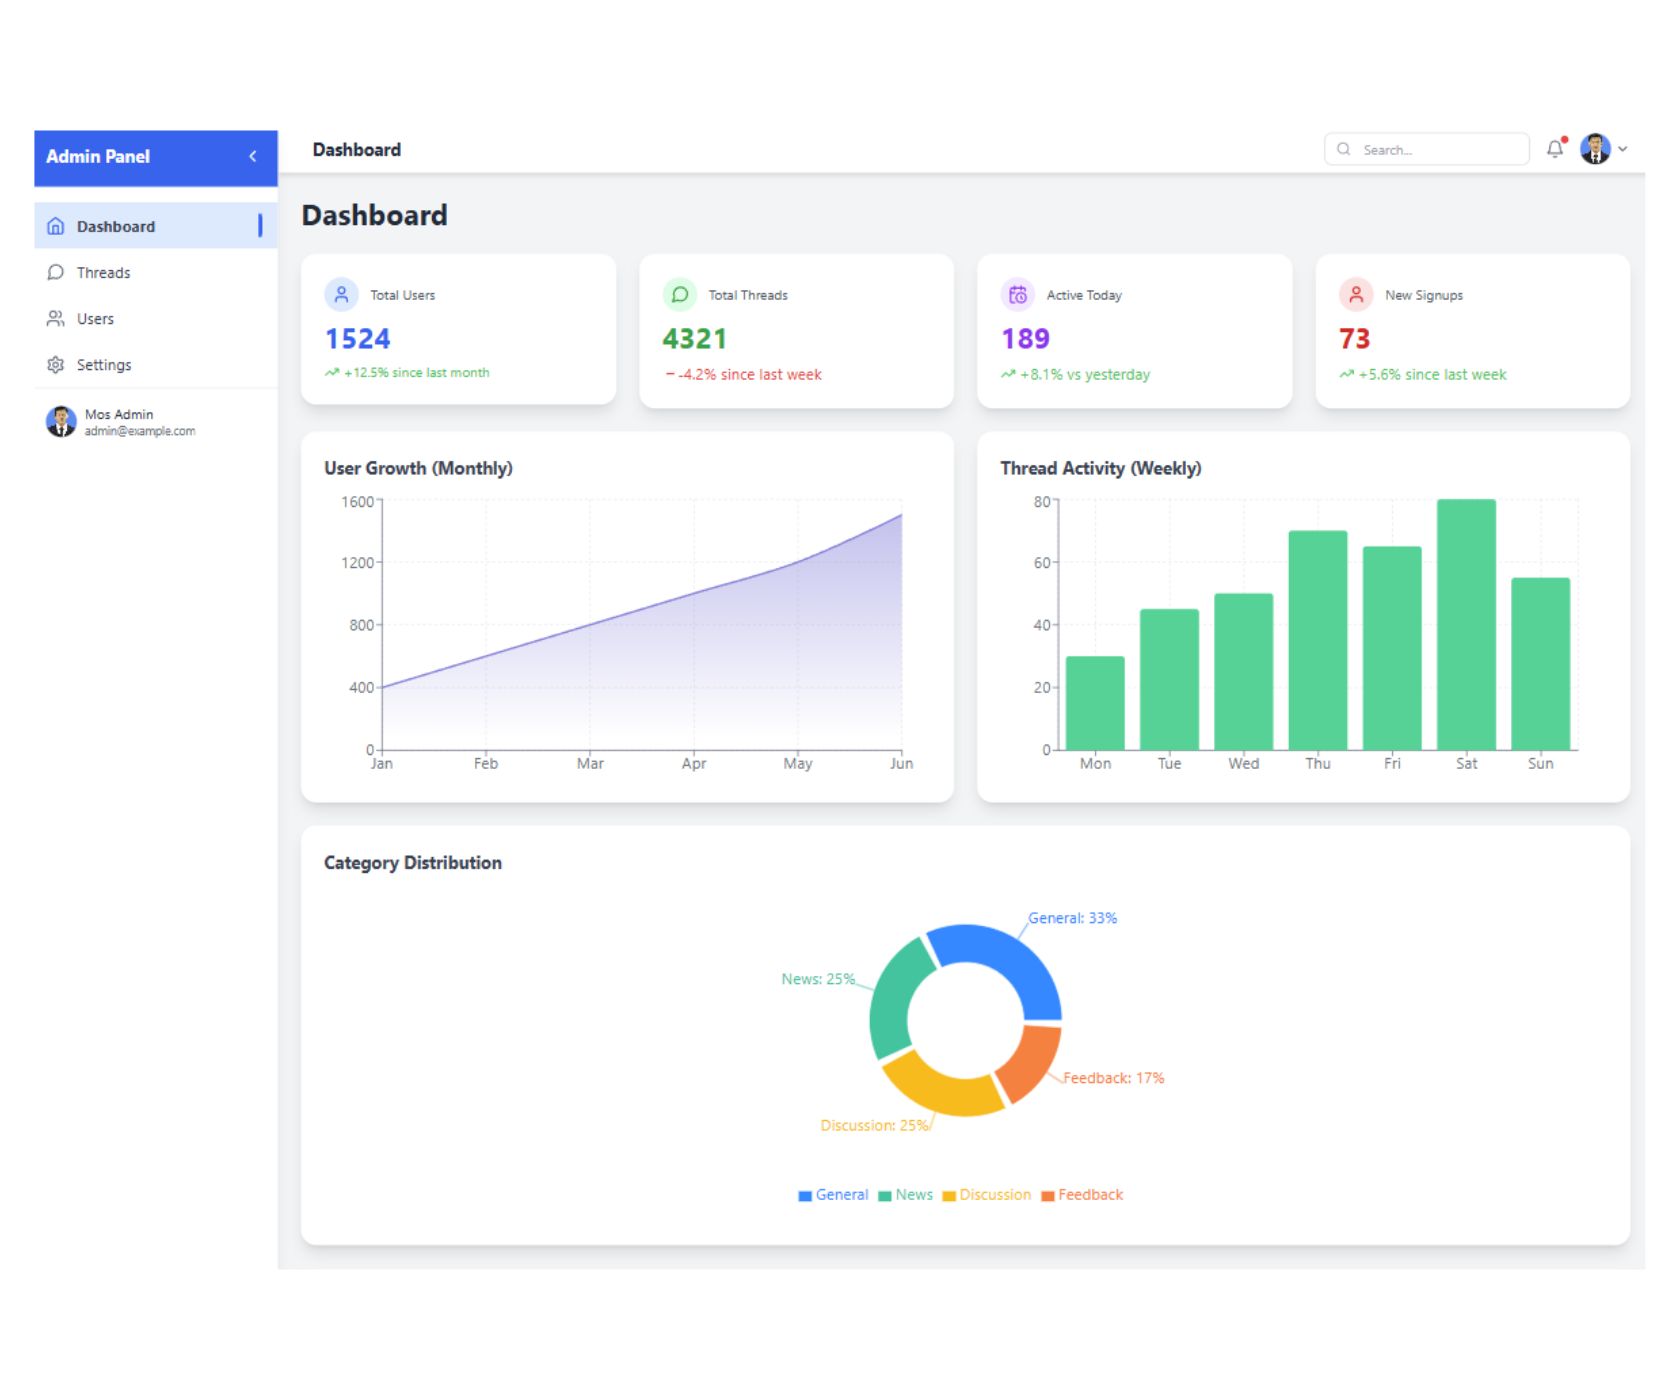 Admin Panel
Dashboard
Search...
Dashboard
Threads
Users
Settings
Mos Admin
admin@example.com
Dashboard
Total Users
1524
+12.5% since last month
Total Threads
4321
-4.2% since last week
Active Today
189
+8.1% vs yesterday
New Signups
73
+5.6% since last week
User Growth (Monthly)
1600
1200
800
400
0
Jan Feb Mar Apr May Jun
Thread Activity (Weekly)
80
60
40
20
0
Mon Tue Wed Thu Fri Sat Sun
Category Distribution
General: 33%
News: 25%
Feedback: 17%
Discussion: 25%
General News Discussion Feedback